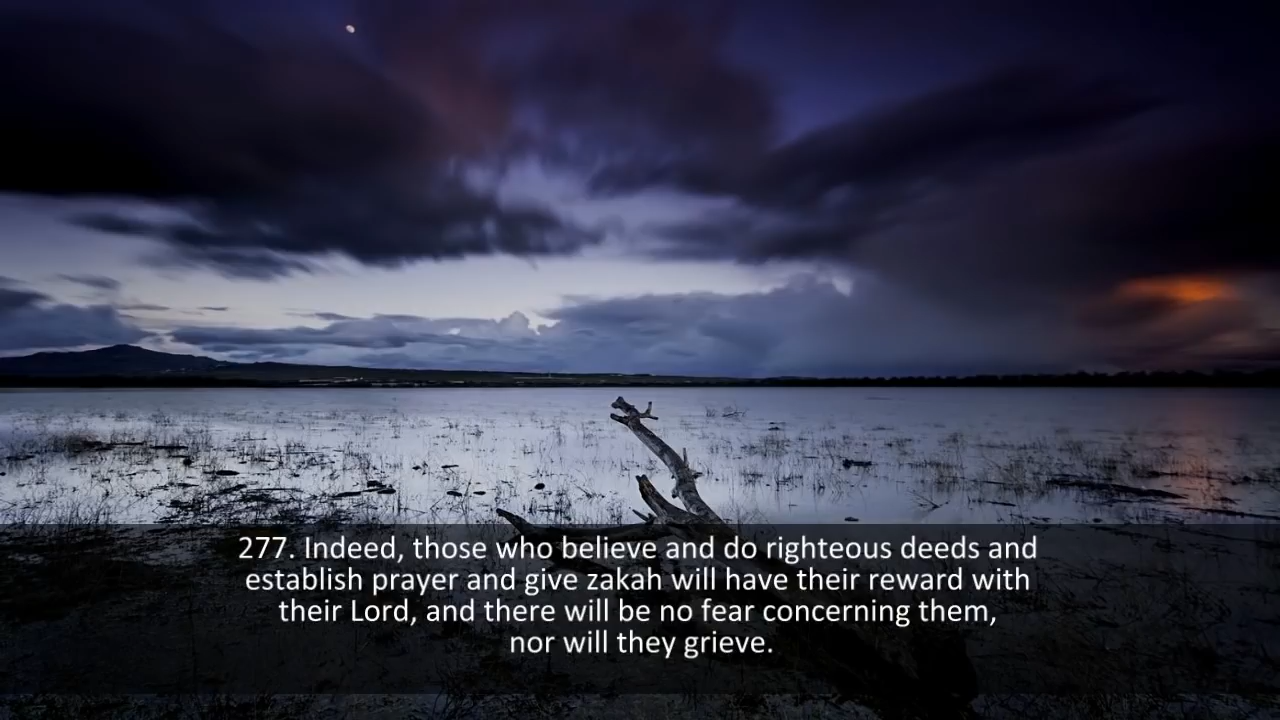 277. Indeed, those who believe and do righteous deeds and
establish prayer and give zakah will have their reward with
their Lord, and there will be no fear concerning them,
nor will they grieve.